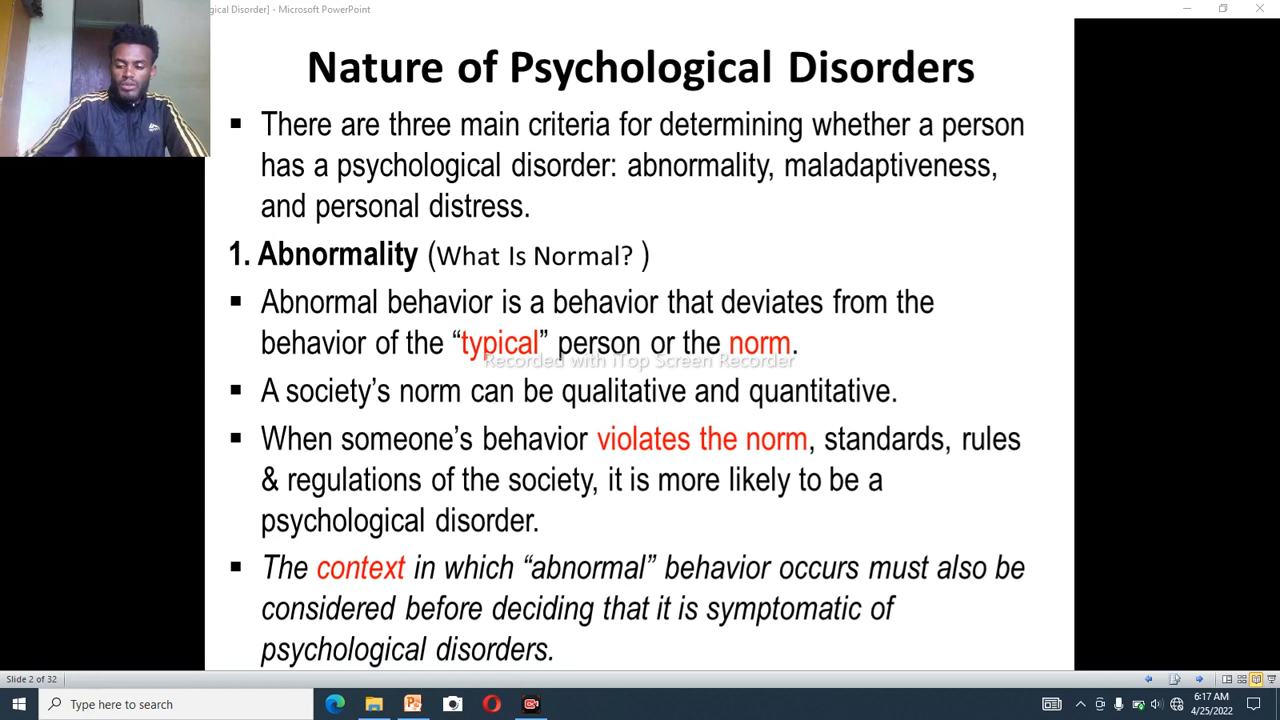 gical Disorder] - Microsoft PowerPoint
Nature of Psychological Disorders
▪ There are three main criteria for determining whether a person
has a psychological disorder: abnormality, maladaptiveness,
and personal distress.
1. Abnormality (What Is Normal? )
▪ Abnormal behavior is a behavior that deviates from the
behavior of the “typical” person or the norm.
Recorded with iTop Screen Recorder
▪ A society’s norm can be qualitative and quantitative.
▪ When someone’s behavior violates the norm, standards, rules
& regulations of the society, it is more likely to be a
psychological disorder.
▪ The context in which “abnormal” behavior occurs must also be
considered before deciding that it is symptomatic of
psychological disorders.
Slide 2 of 32
Type here to search
6:17 AM
4/25/2022